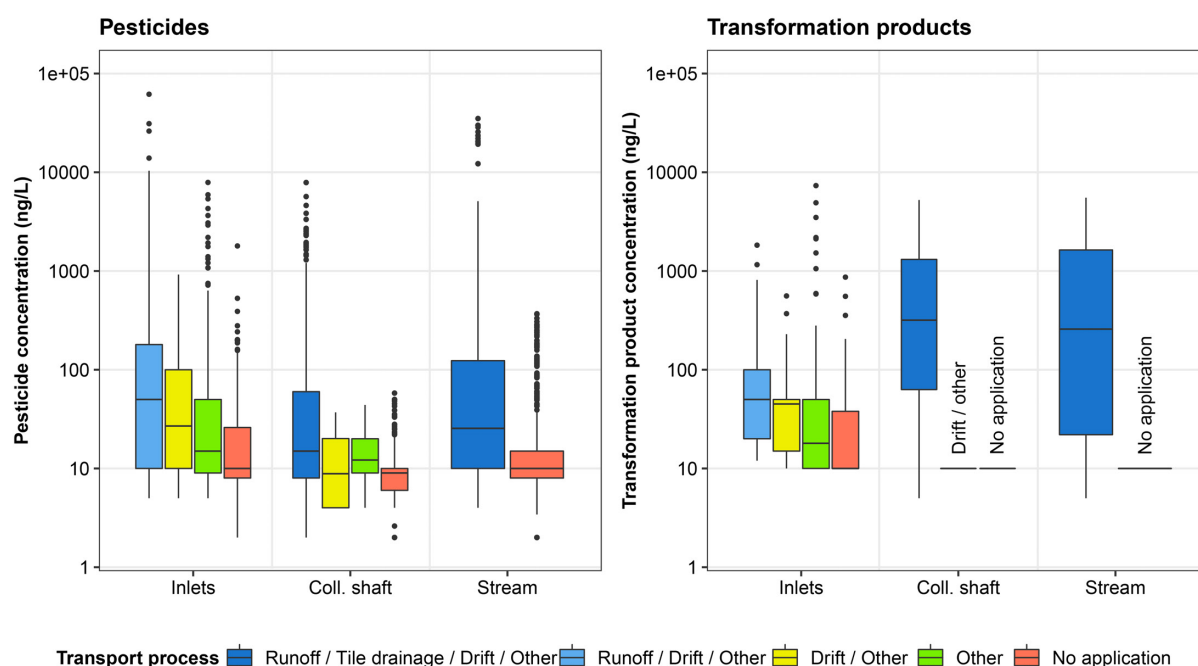 Pesticides
Pesticide concentration (ng/L)
1e+05
10000
1000
100
10
1
Inlets Coll. shaft Stream
Transformation products
Transformation product concentration (ng/L)
1e+05
10000
1000
100
10
1
Drift / other
No application
No application
Inlets Coll. shaft Stream
Transport process Runoff / Tile drainage / Drift / Other Runoff / Drift / Other Drift / Other Other No application